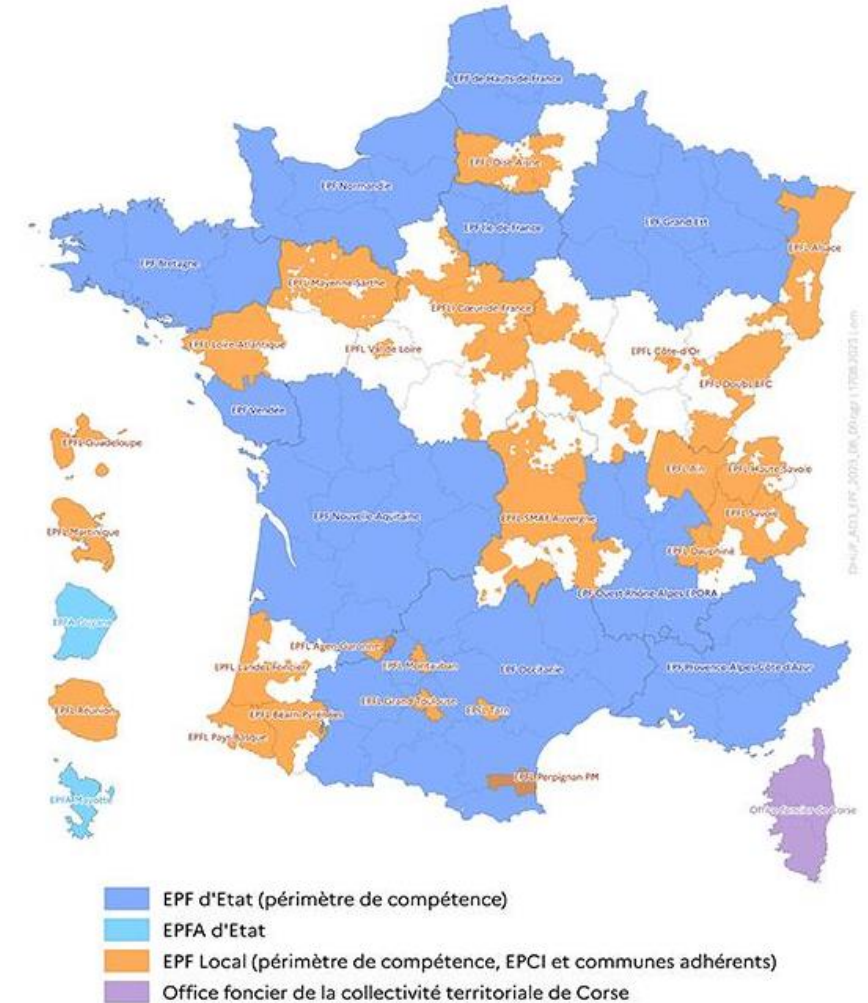 EPF de Hauts-de-France
EPFL Oise-Aisne
EPF Normandie
EPF Ile-de-France
EPF Grand Est
EPFL Alsace
EPF Bretagne
EPFL Mayenne-Sarthe
EPFLI Cœur de France
EPFL Loire-Atlantique
EPFL Val de Loire
EPFL Côte-d'Or
EPFL Doubs BFC
EPF Vendée
EPFL Guadeloupe
EPFL Ain
EPFL Haute-Savoie
EPFL Martinique
EPF Nouvelle-Aquitaine
EPFL SMAF Auvergne
EPFL Savoie
EPFL Dauphiné
EPF Ouest Rhône-Alpes EPORA
EPFA Guyane
EPFL Agen-Garonne
EPFL Landes Foncier
EPFL Montauban
EPF Occitanie
EPF Provence-Alpes-Côte d'Azur
EPFL Réunion
EPFL Grand Toulouse
EPFL Tarn
EPFL Béarn Pyrénées
EPFL Pays Basque
EPFL Perpignan PM
EPFA Mayotte
Office foncier de Corse
EPF d'Etat (périmètre de compétence)
EPFA d'Etat
EPF Local (périmètre de compétence, EPCI et communes adhérents)
Office foncier de la collectivité territoriale de Corse